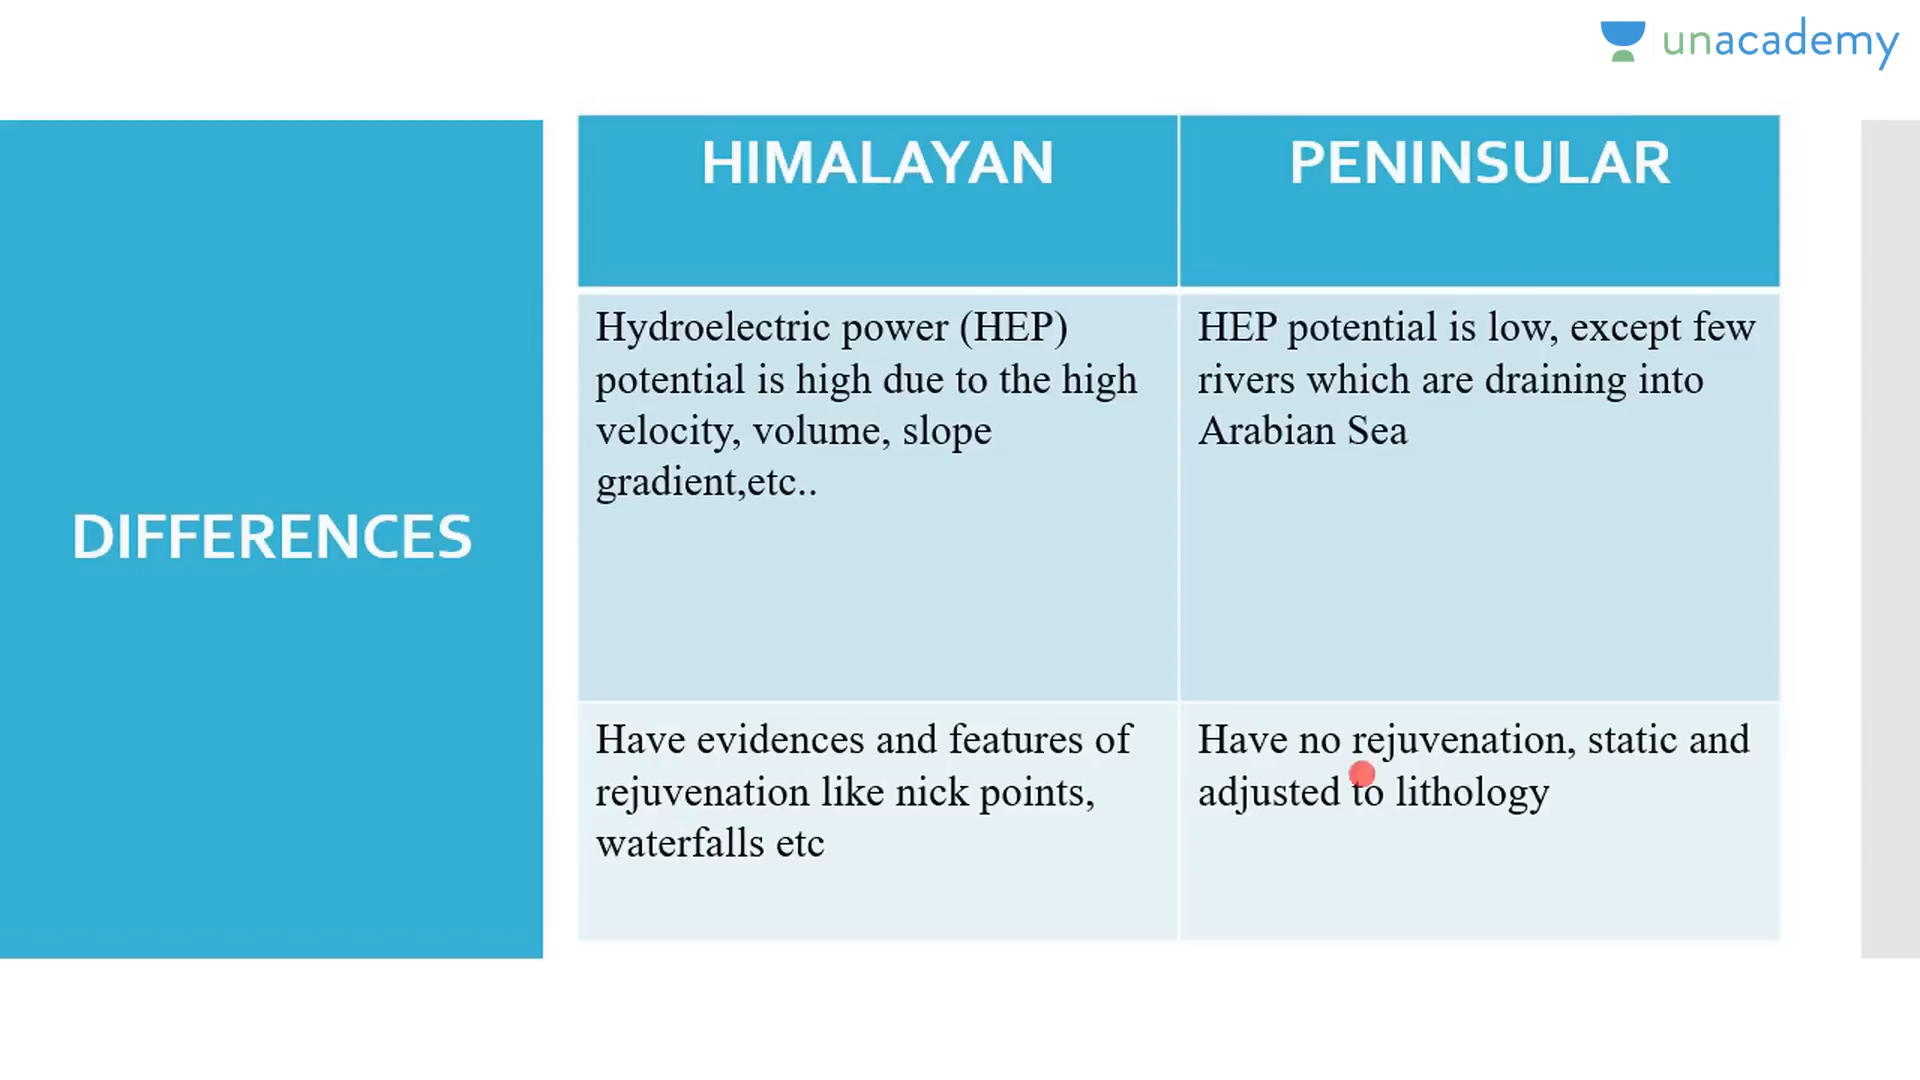 unacademy
DIFFERENCES
HIMALAYAN
PENINSULAR
Hydroelectric power (HEP)
potential is high due to the high
velocity, volume, slope
gradient,etc..
HEP potential is low, except few
rivers which are draining into
Arabian Sea
Have evidences and features of
rejuvenation like nick points,
waterfalls etc
Have no rejuvenation, static and
adjusted to lithology